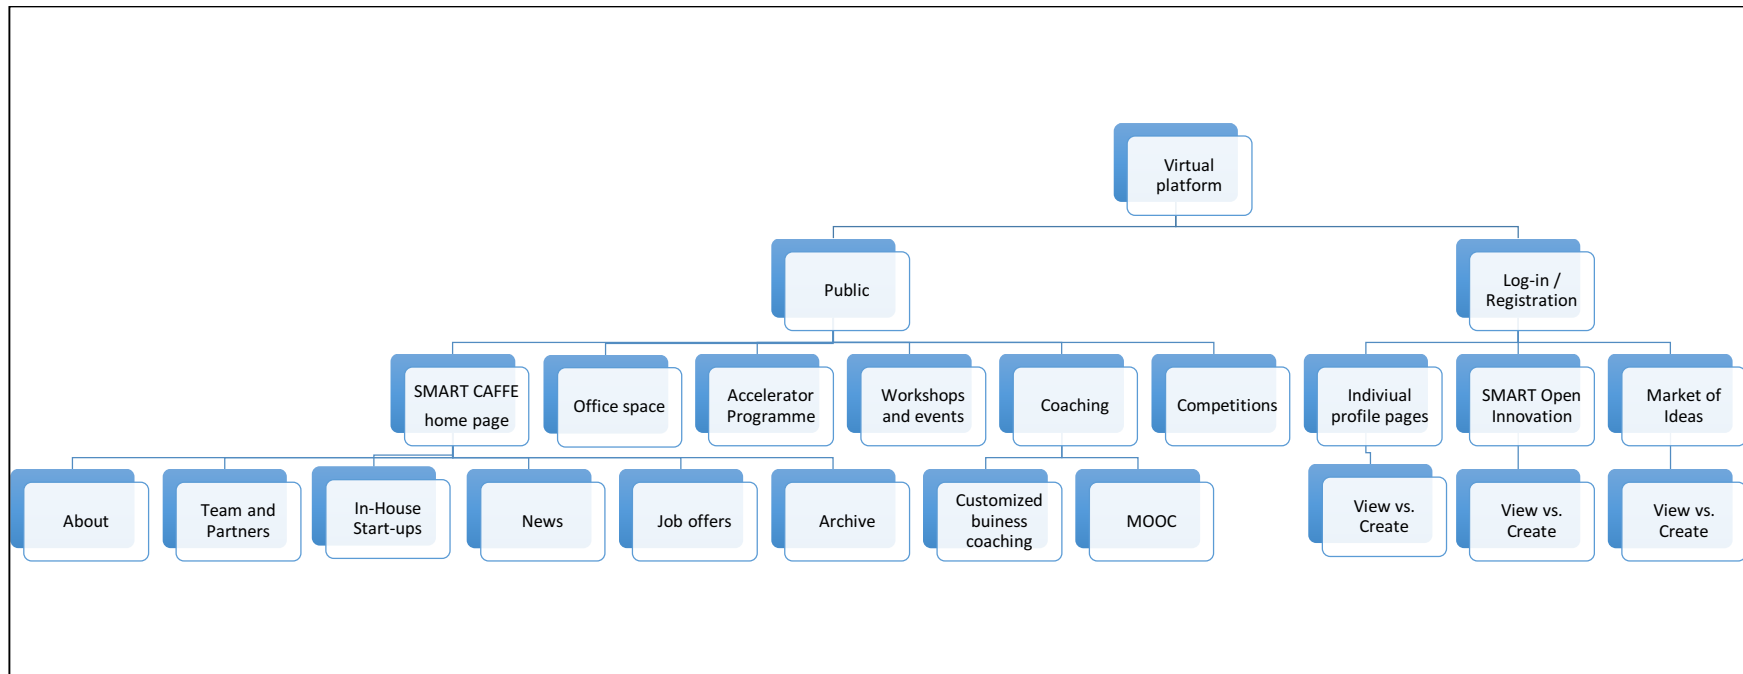 Virtual
platform
Public
Log-in /
Registration
SMART CAFFE
home page
Office space
Accelerator
Programme
Workshops
and events
Coaching
Competitions
Indiviual
profile pages
SMART Open
Innovation
Market of
Ideas
About
Team and
Partners
In-House
Start-ups
News
Job offers
Archive
Customized
buiness
coaching
MOOC
View vs.
Create
View vs.
Create
View vs.
Create